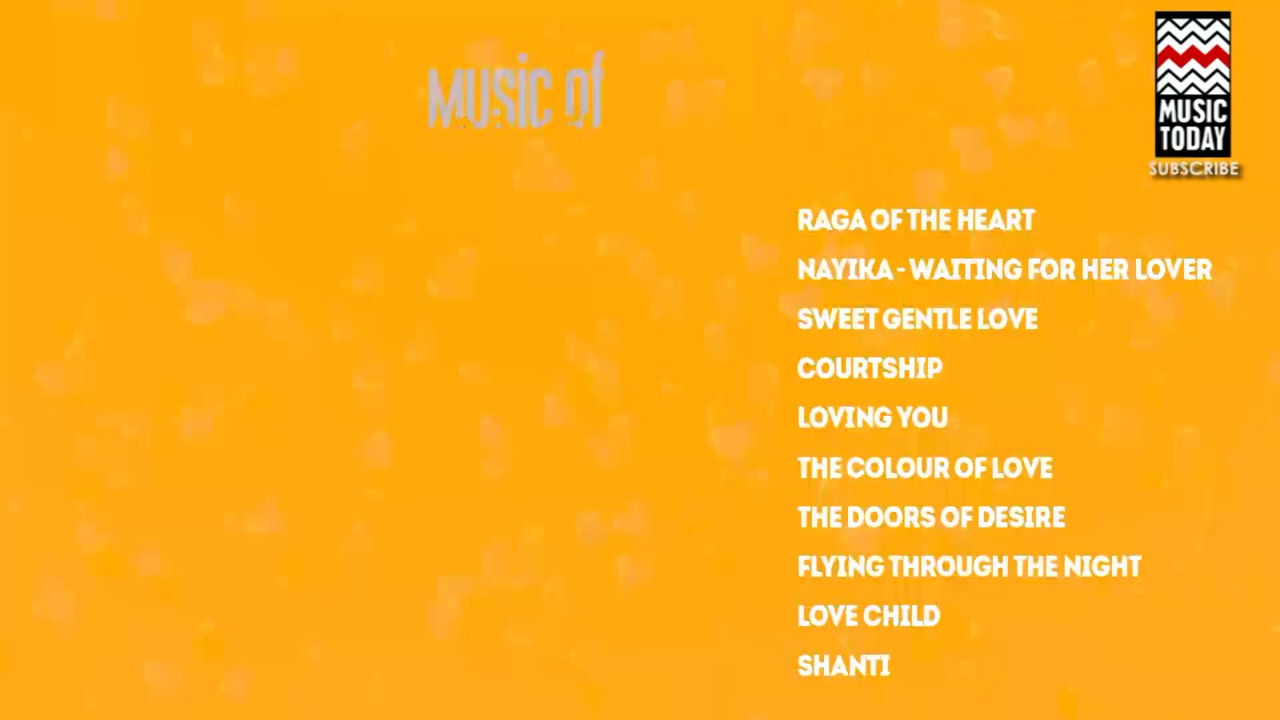 Music of
MUSIC
TODAY
SUBSCRIBE
RAGA OF THE HEART
NAYIKA - WAITING FOR HER LOVER
SWEET GENTLE LOVE
COURTSHIP
LOVING YOU
THE COLOUR OF LOVE
THE DOORS OF DESIRE
FLYING THROUGH THE NIGHT
LOVE CHILD
SHANTI